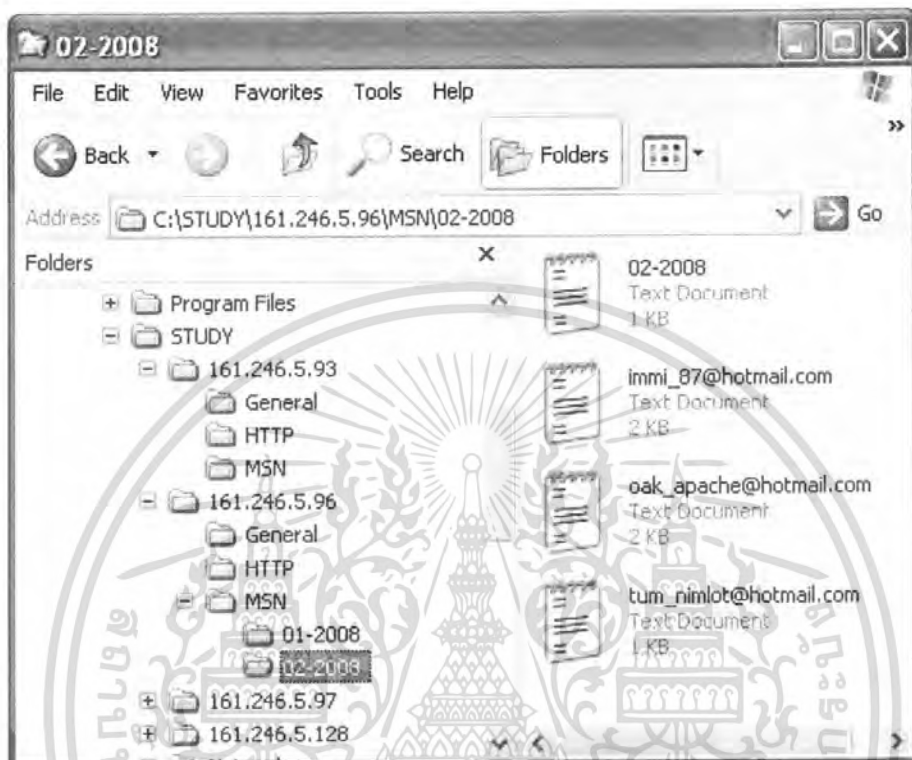 02-2008
File Edit View Favorites Tools Help
Back Search Folders
Address C:\STUDY\161.246.5.96\MSN\02-2008 Go
Folders
Program Files
STUDY
161.246.5.93
General
HTTP
MSN
161.246.5.96
General
HTTP
MSN
01-2008
02-2008
161.246.5.97
161.246.5.128
02-2008
Text Document
1 KB
immi_87@hotmail.com
Text Document
2 KB
oak_apache@hotmail.com
Text Document
2 KB
tum_nimlot@hotmail.com
Text Document
1 KB